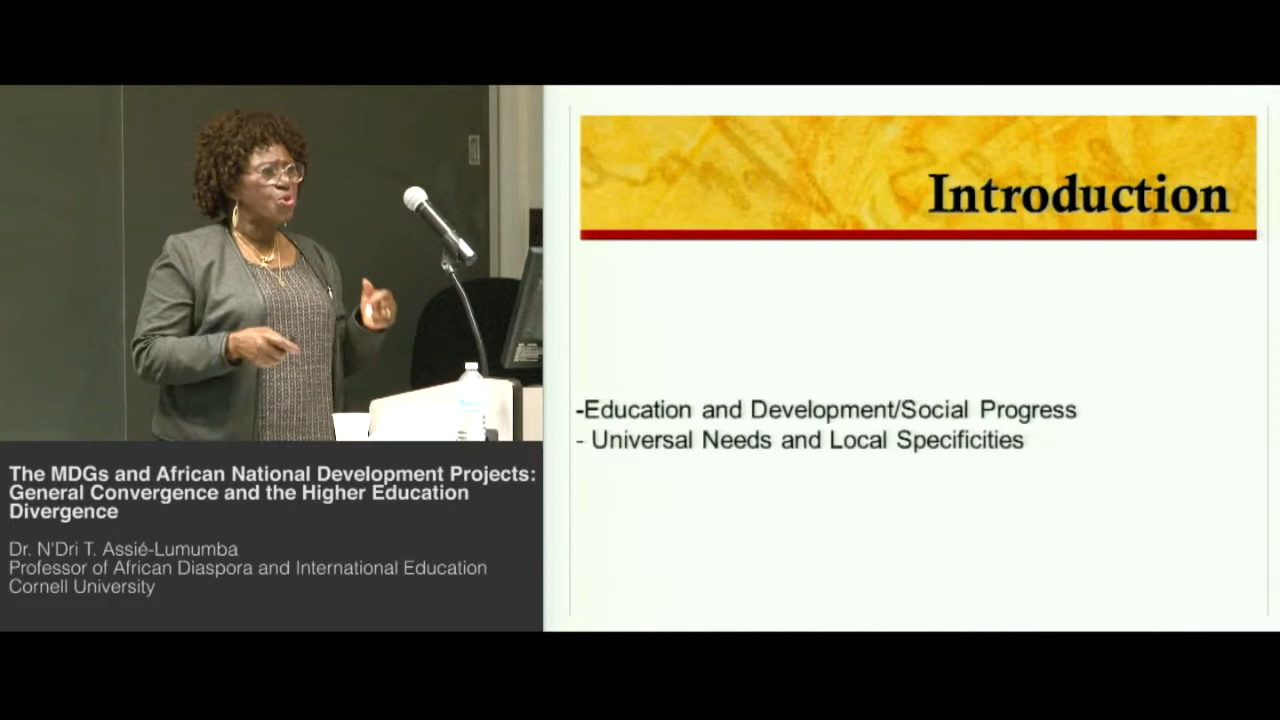 Introduction
-Education and Development/Social Progress
- Universal Needs and Local Specificities
The MDGs and African National Development Projects:
General Convergence and the Higher Education
Divergence
Dr. N'Dri T. Assié-Lumumba
Professor of African Diaspora and International Education
Cornell University